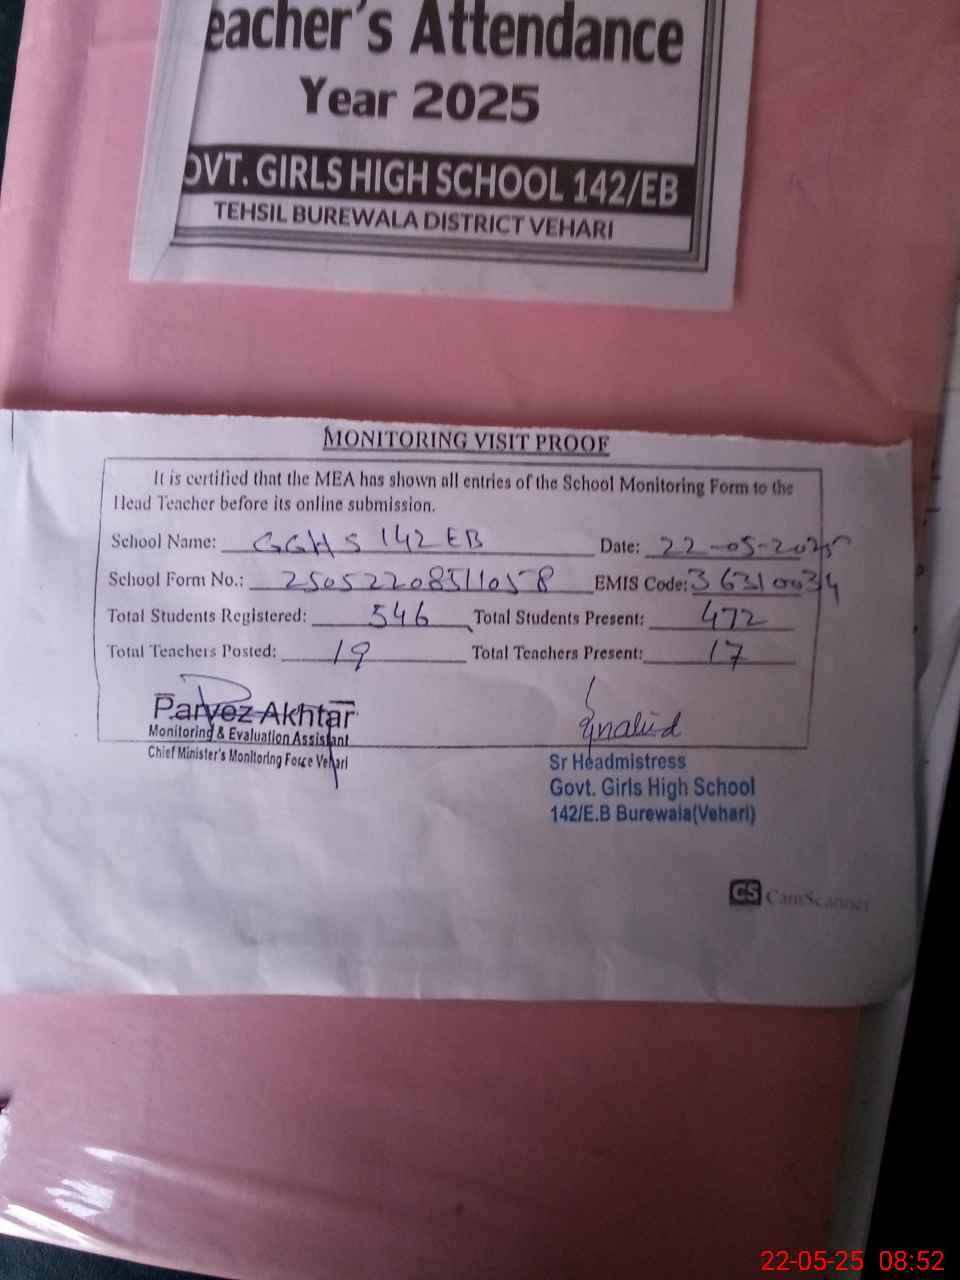 eacher's Attendance
Year 2025
OVT. GIRLS HIGH SCHOOL 142/EB
TEHSIL BUREWALA DISTRICT VEHARI
MONITORING VISIT PROOF
It is certified that the MEA has shown all entries of the School Monitoring Form to the
Head Teacher before its online submission.
School Name: GGHS 142 EB Date: 22-05-2025
School Form No.: 25052208511058 EMIS Code: 36310034
Total Students Registered: 546 Total Students Present: 472
Total Teachers Posted: 19 Total Teachers Present: 17
Parvez Akhtar
Monitoring & Evaluation Assistant
Chief Minister's Monitoring Force Vehari
Sr Headmistress
Govt. Girls High School
142/E.B Burewala(Vehari)
CS CamScanner
22-05-25 08:52